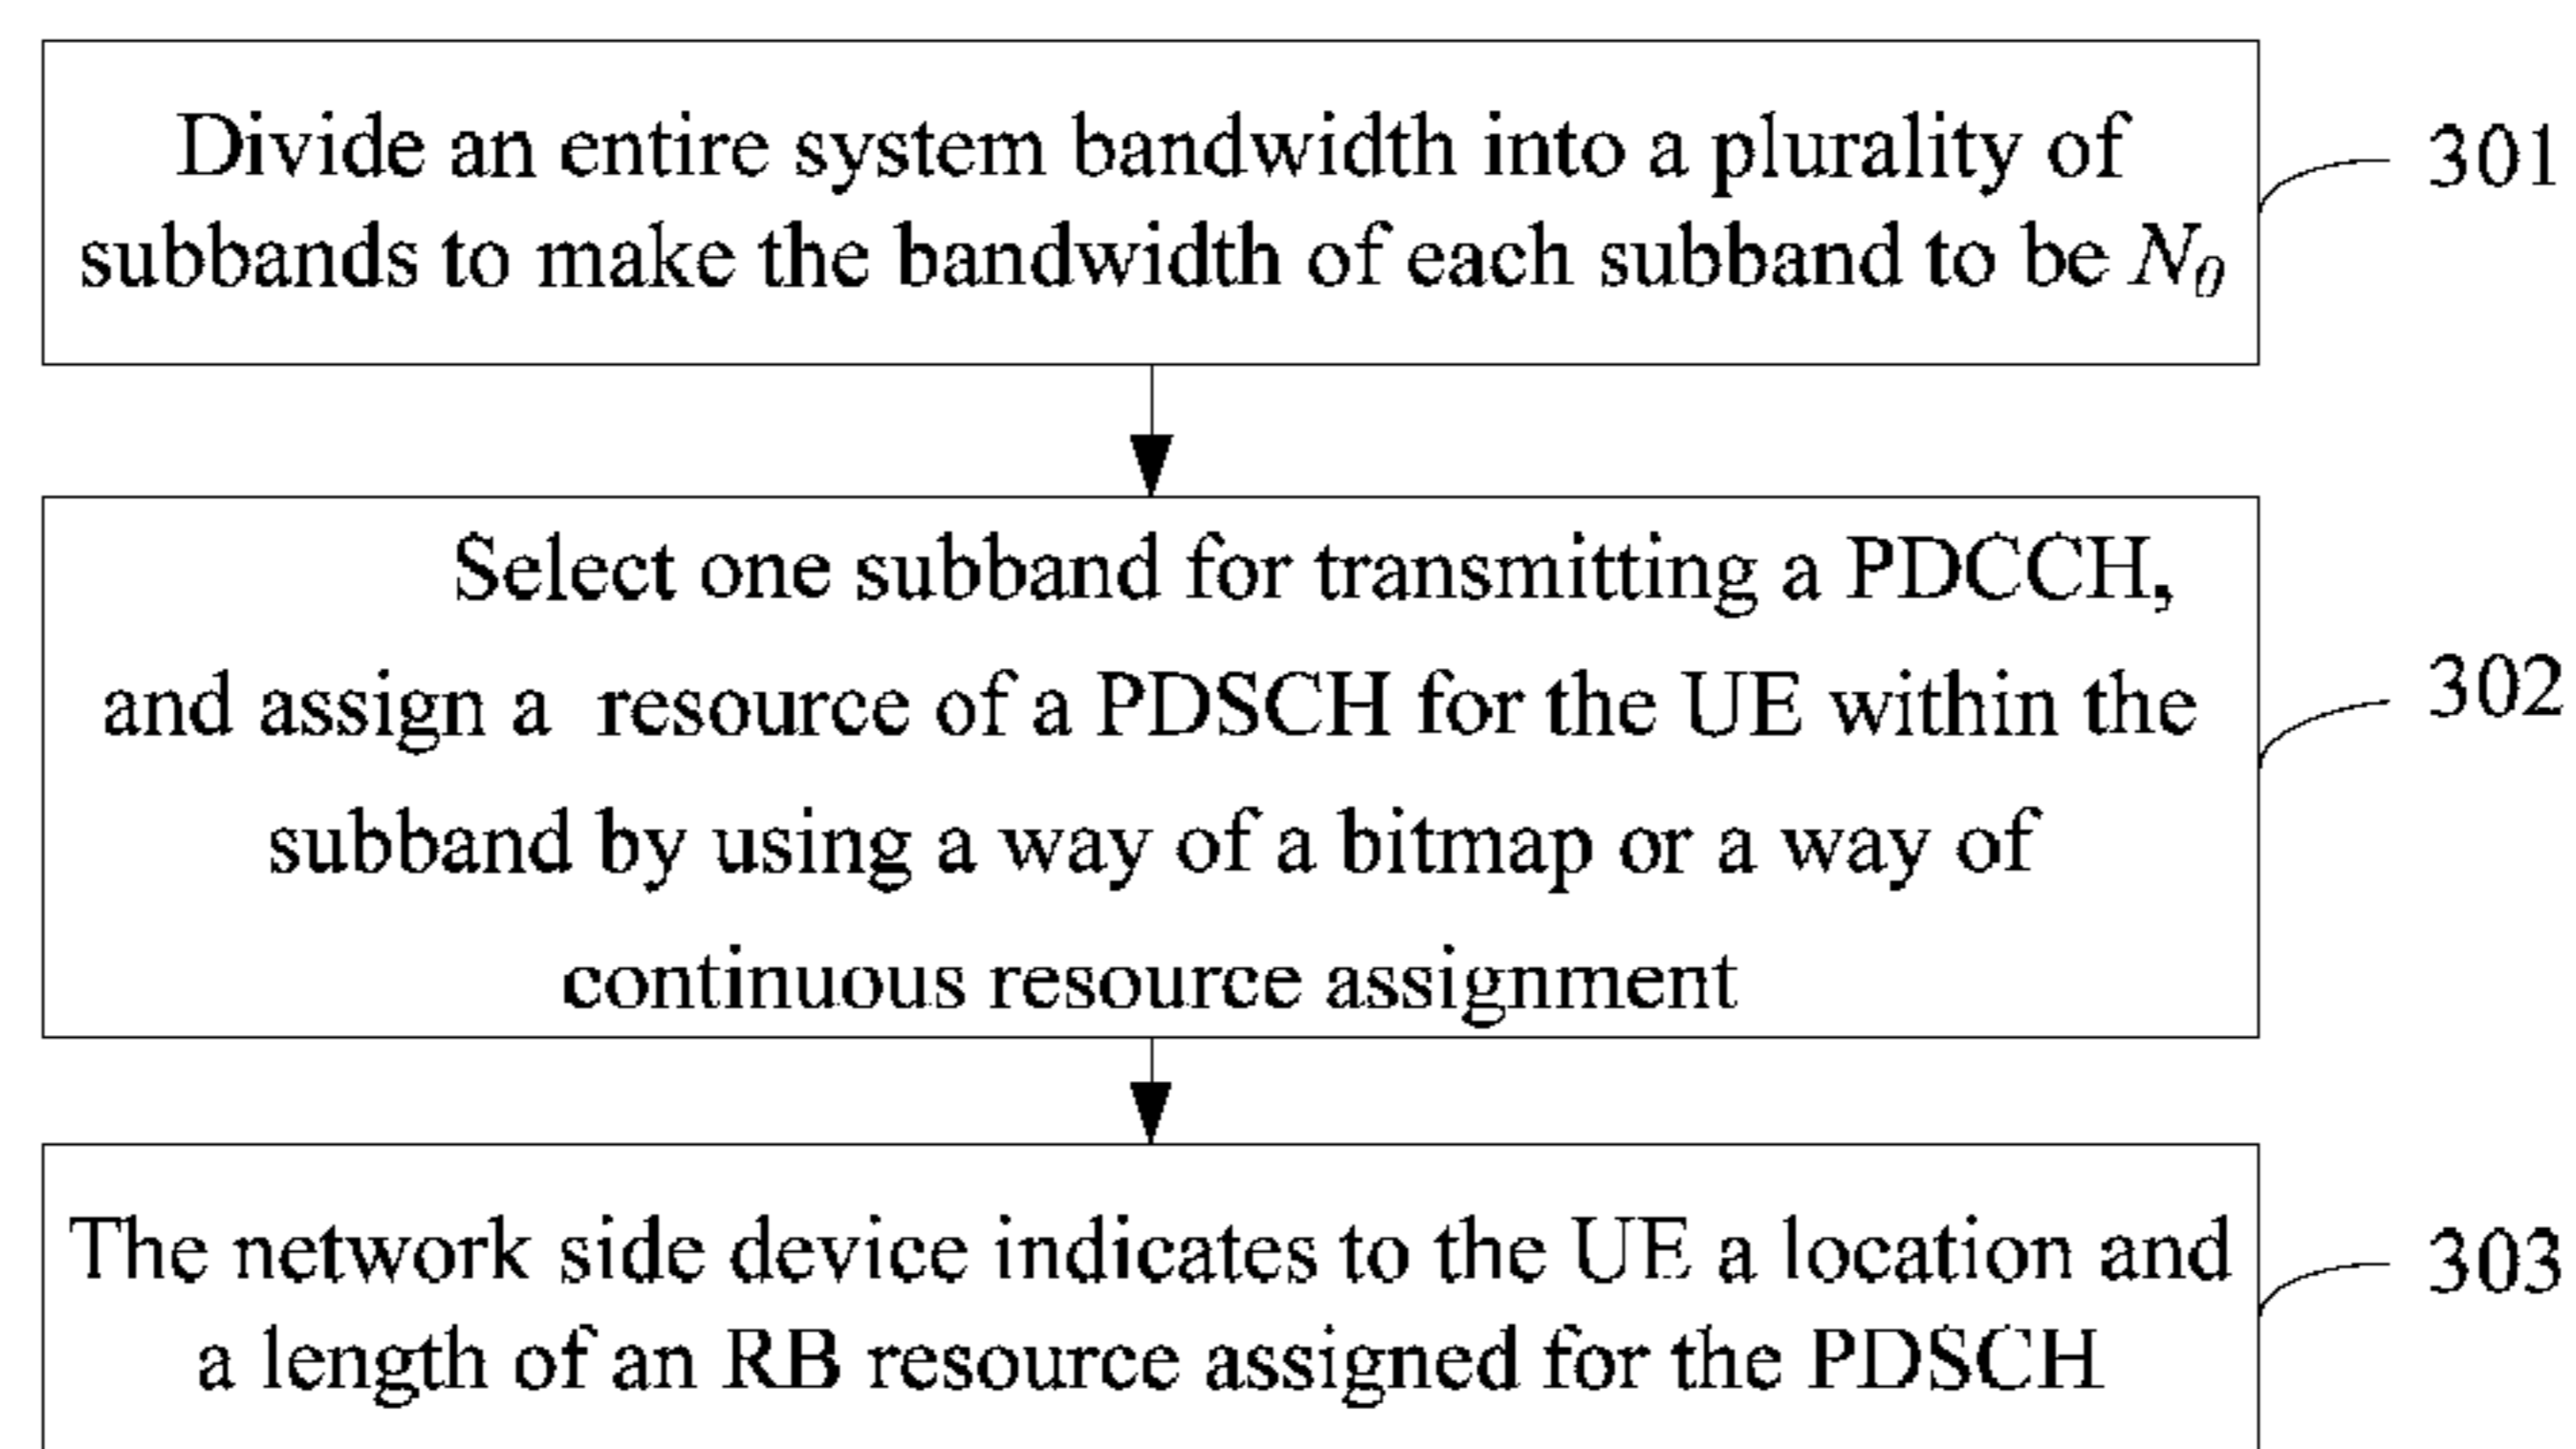 Divide an entire system bandwidth into a plurality of
subbands to make the bandwidth of each subband to be N0
301
Select one subband for transmitting a PDCCH,
and assign a resource of a PDSCH for the UE within the
subband by using a way of a bitmap or a way of
continuous resource assignment
302
The network side device indicates to the UE a location and
a length of an RB resource assigned for the PDSCH
303